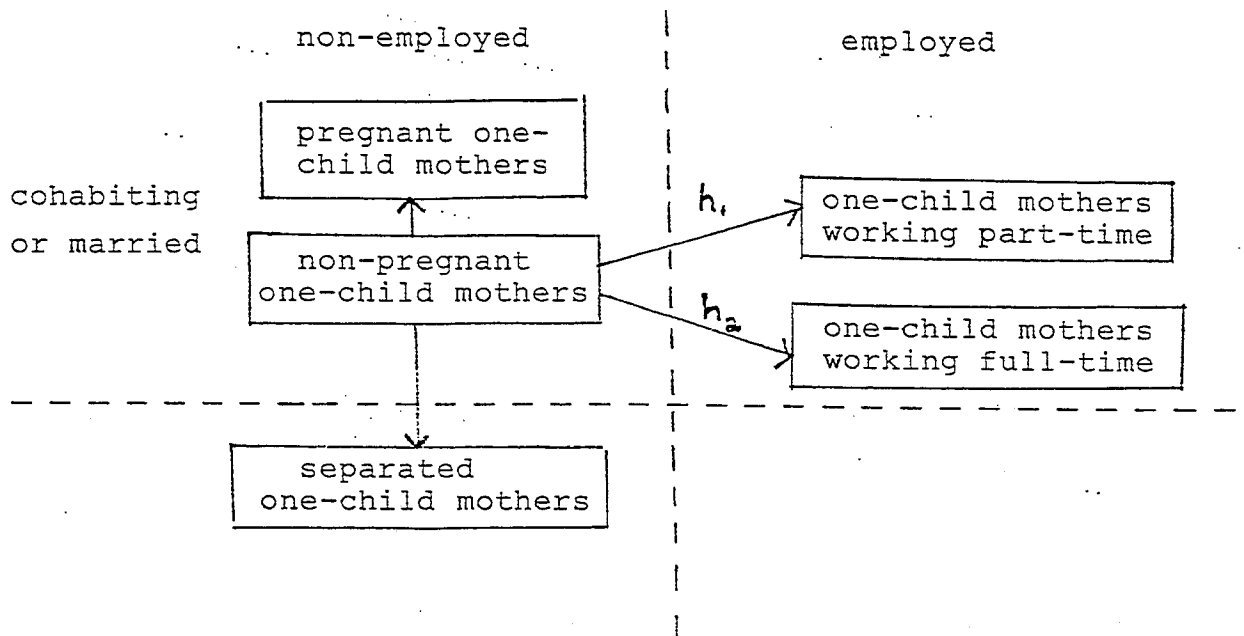 non-employed
employed
pregnant one-
child mothers
cohabiting
or married
h₁
one-child mothers
working part-time
non-pregnant
one-child mothers
h₂
one-child mothers
working full-time
separated
one-child mothers